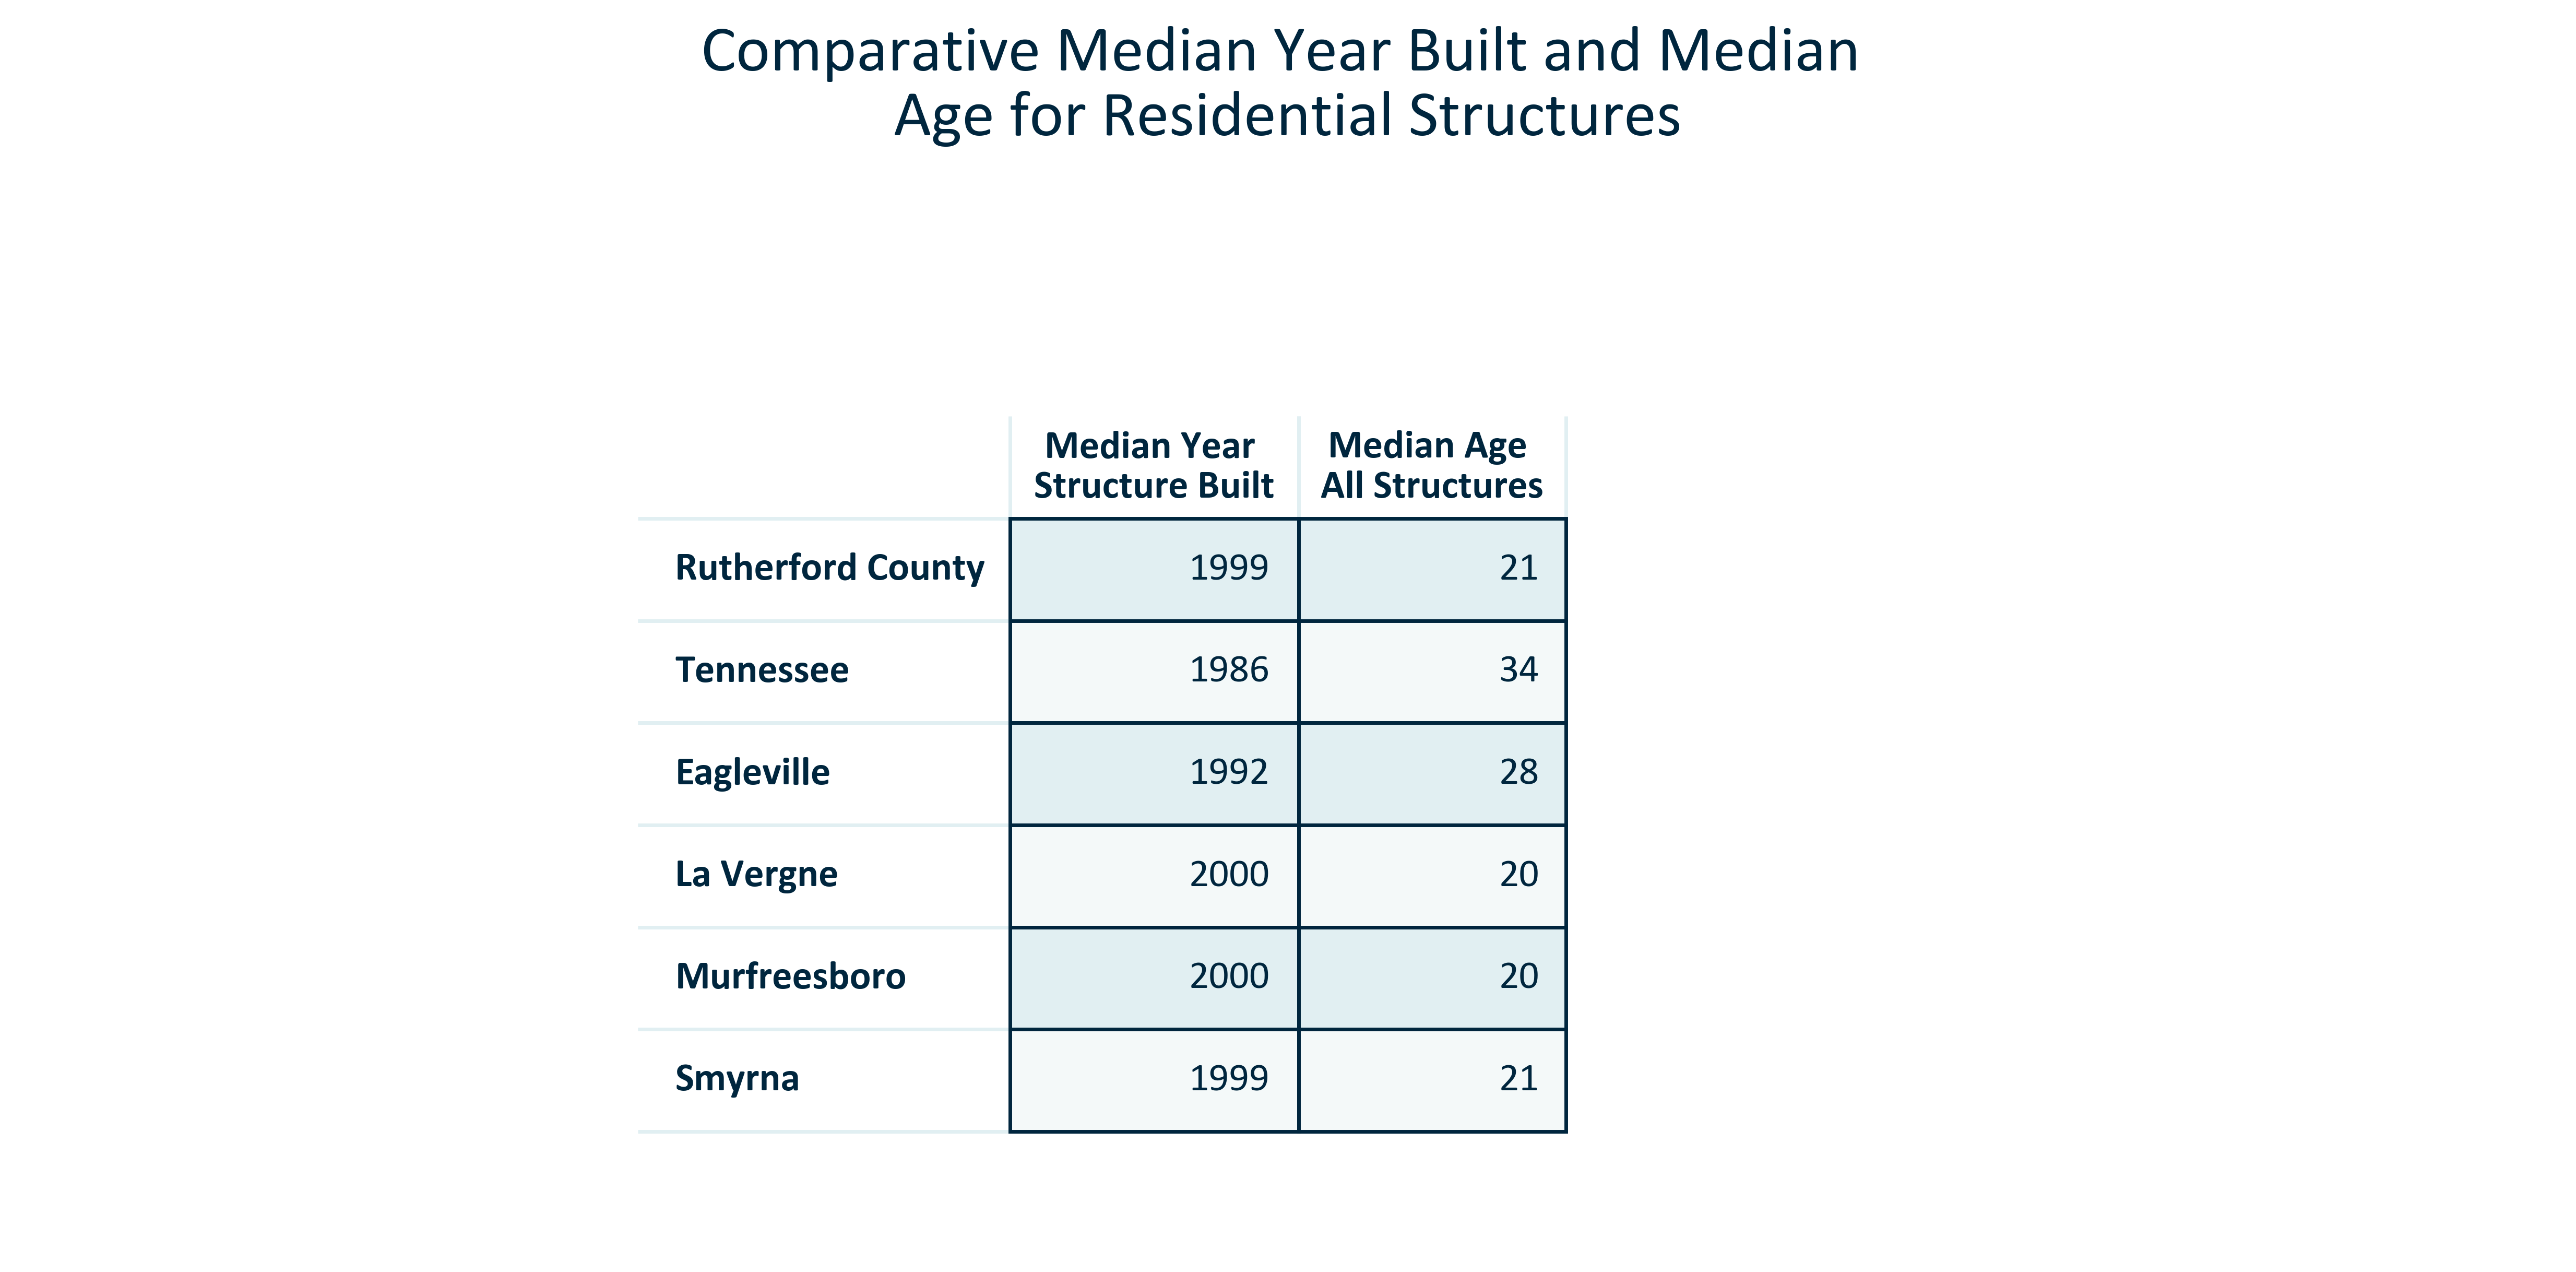 Comparative Median Year Built and Median
Age for Residential Structures
Median Year Median Age
Structure Built All Structures
Rutherford County 1999 21
Tennessee 1986 34
Eagleville 1992 28
La Vergne 2000 20
Murfreesboro 2000 20
Smyrna 1999 21